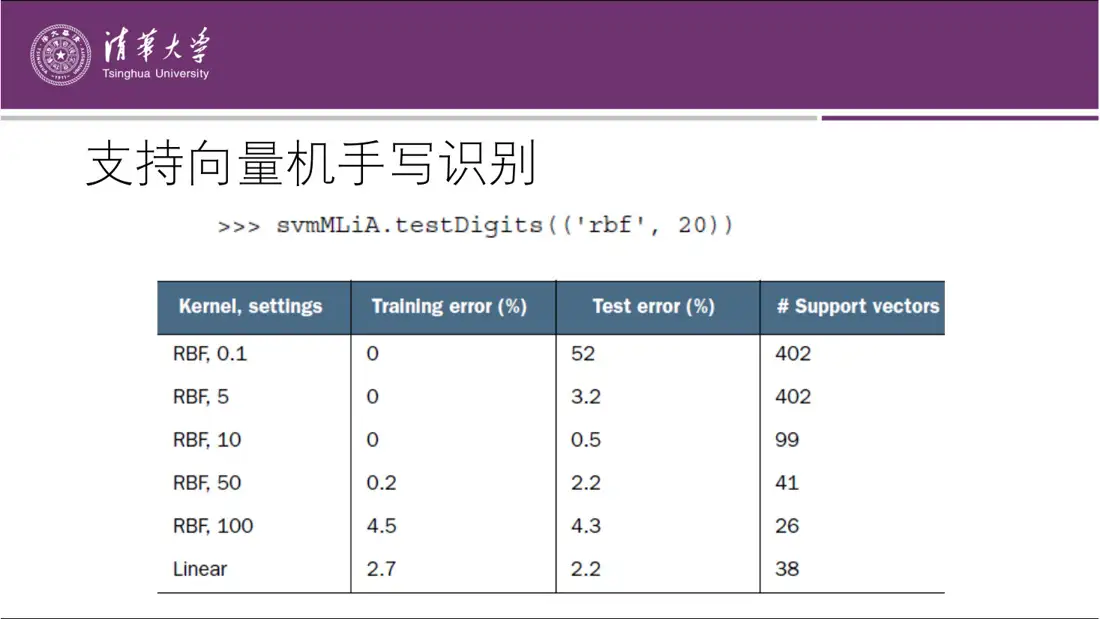 清华大学
Tsinghua University
支持向量机手写识别
>>> svmMLiA.testDigits(('rbf', 20))
Kernel, settings Training error (%) Test error (%) # Support vectors
RBF, 0.1 0 52 402
RBF, 5 0 3.2 402
RBF, 10 0 0.5 99
RBF, 50 0.2 2.2 41
RBF, 100 4.5 4.3 26
Linear 2.7 2.2 38